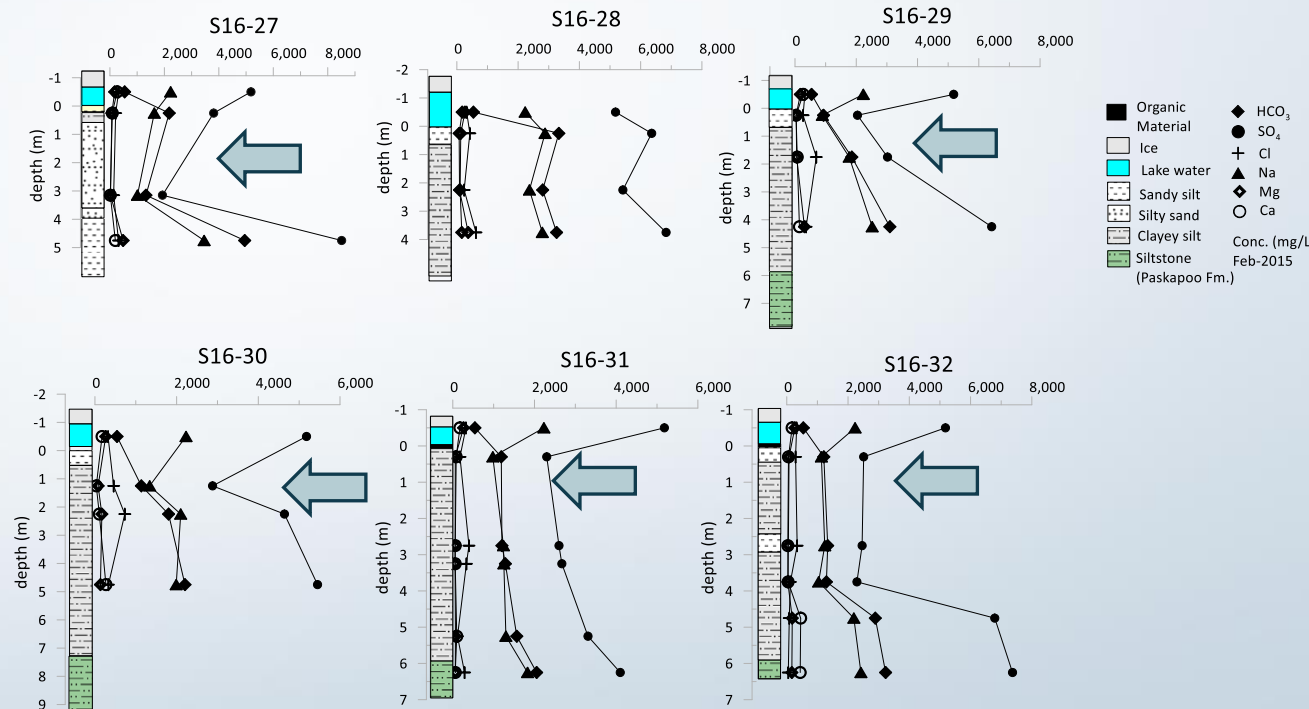 S16-27
0 2,000 4,000 6,000 8,000
depth (m)
-1
0
1
2
3
4
5
S16-28
0 2,000 4,000 6,000 8,000
depth (m)
-2
-1
0
1
2
3
4
S16-29
0 2,000 4,000 6,000 8,000
depth (m)
-1
0
1
2
3
4
5
6
7
Organic
Material
Ice
Lake water
Sandy silt
Silty sand
Clayey silt
Siltstone
(Paskapoo Fm.)
HCO3
SO4
Cl
Na
Mg
Ca
Conc. (mg/L
Feb-2015
S16-30
0 2,000 4,000 6,000
depth (m)
-2
-1
0
1
2
3
4
5
6
7
8
9
S16-31
0 2,000 4,000 6,000
depth (m)
-1
0
1
2
3
4
5
6
7
S16-32
0 2,000 4,000 6,000 8,000
depth (m)
-1
0
1
2
3
4
5
6
7